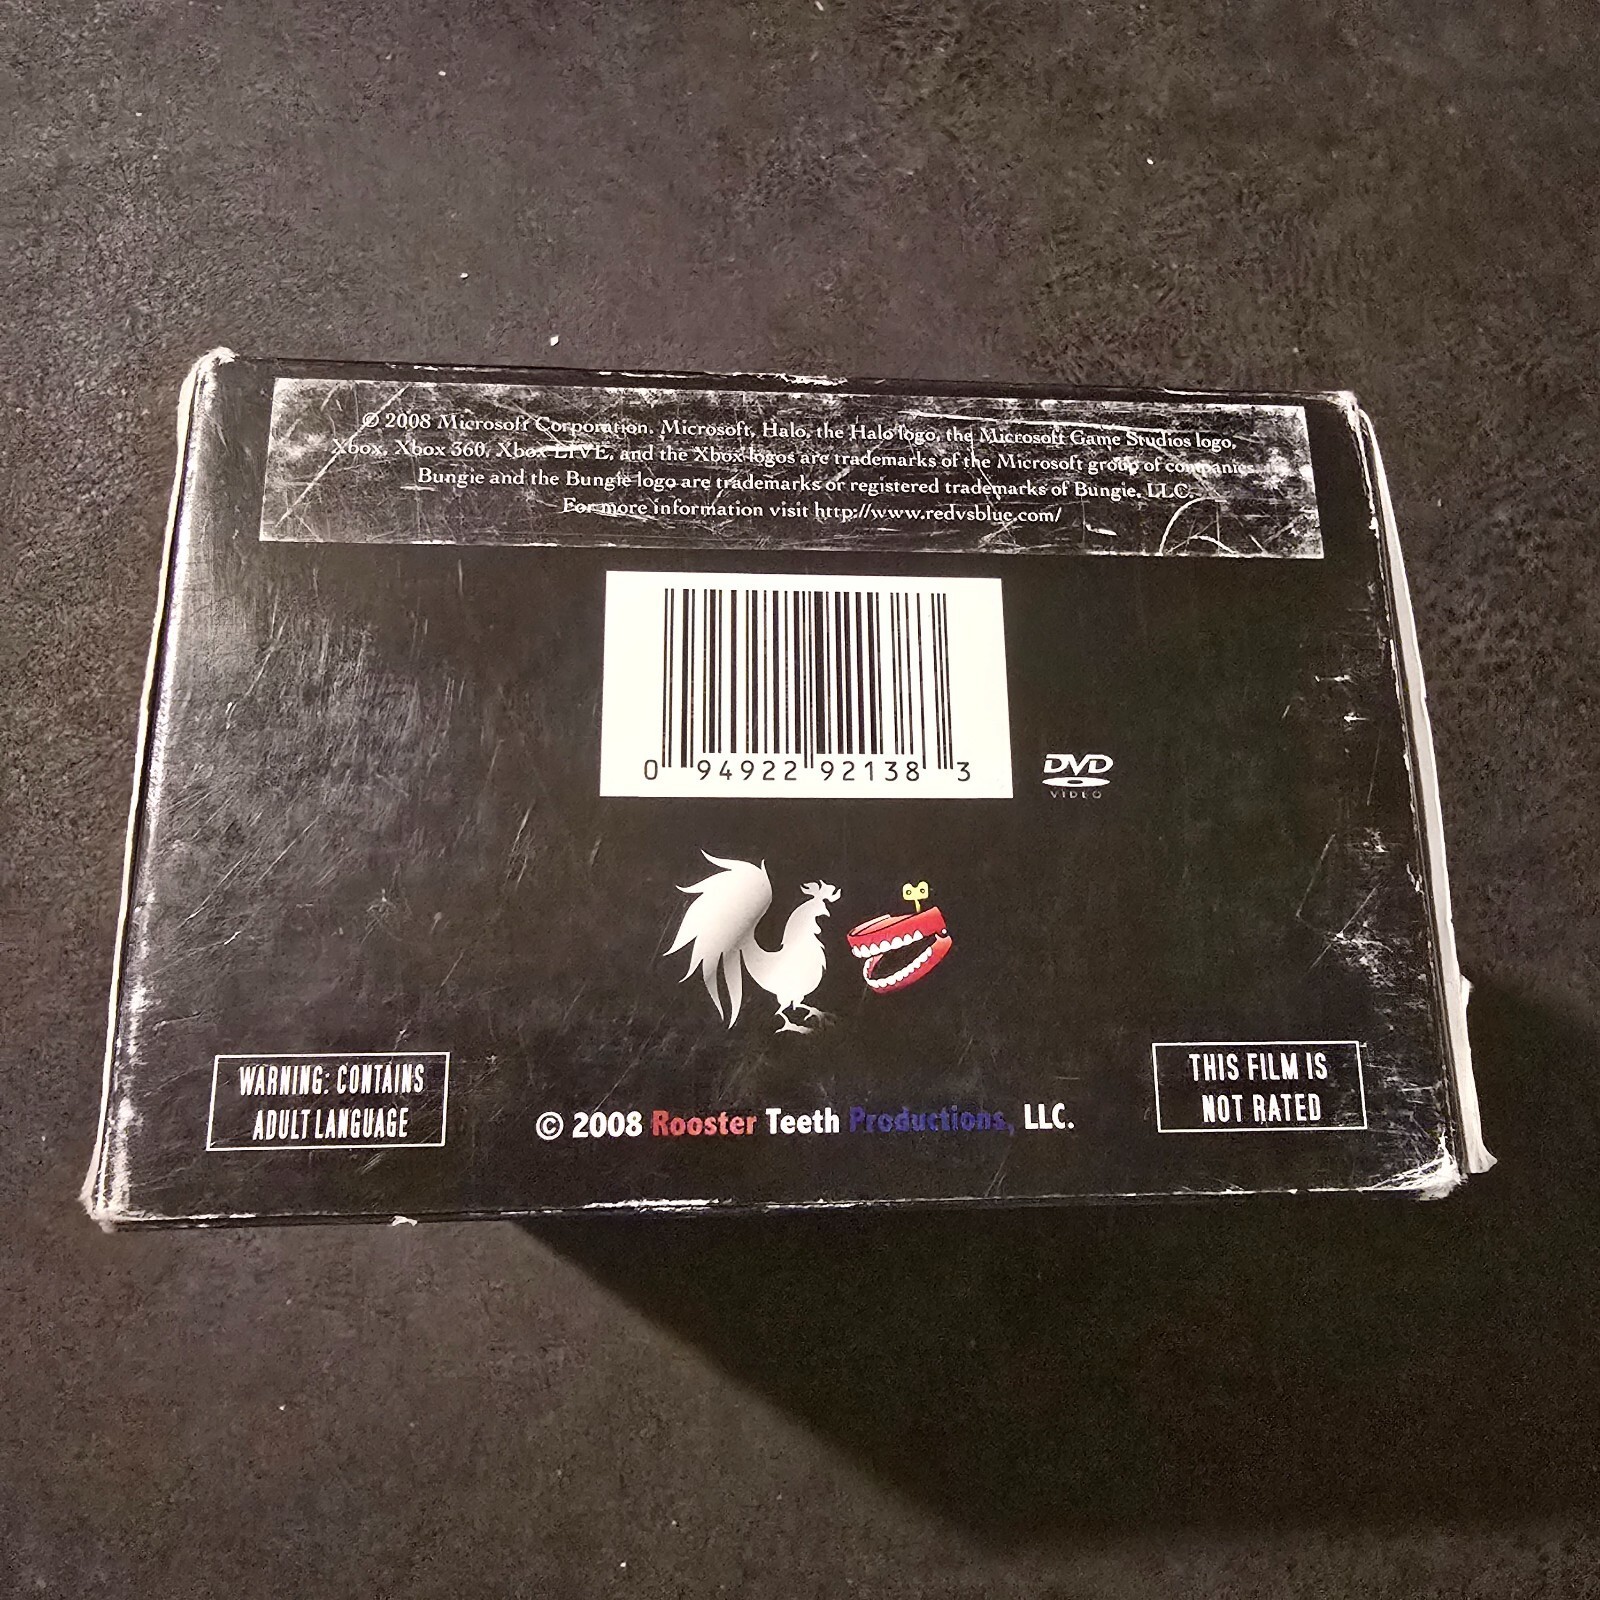 © 2008 Microsoft Corporation. Microsoft, Halo, the Halo logo, the Microsoft Game Studios logo,
Xbox, Xbox 360, Xbox LIVE, and the Xbox logos are trademarks of the Microsoft group of companies.
Bungie and the Bungie logo are trademarks or registered trademarks of Bungie, LLC.
For more information visit http://www.redvsblue.com/
0 94922 92138 3
DVD
VIDEO
WARNING: CONTAINS
ADULT LANGUAGE
© 2008 Rooster Teeth Productions, LLC.
THIS FILM IS
NOT RATED